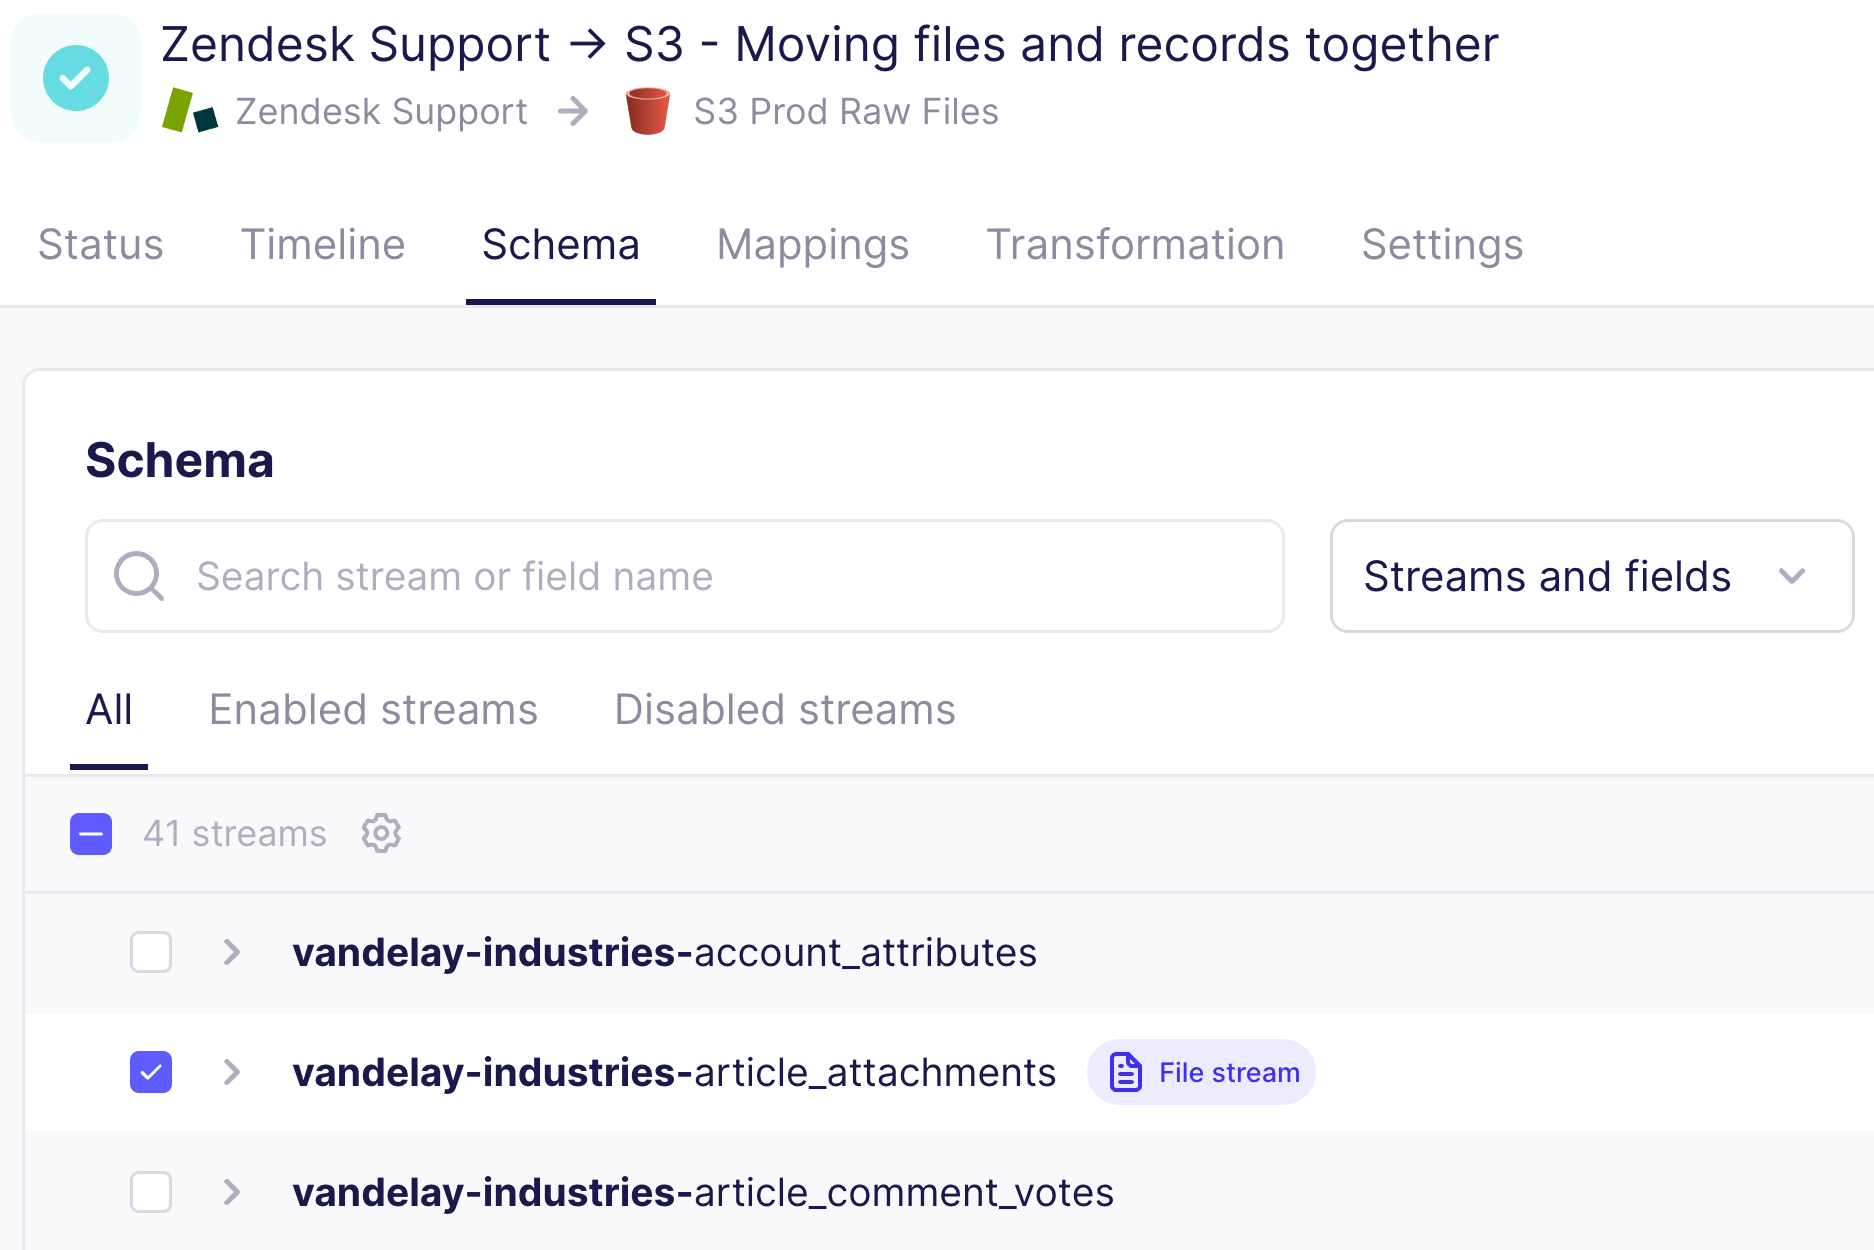 Zendesk Support → S3 - Moving files and records together
Zendesk Support → S3 Prod Raw Files
Status Timeline Schema Mappings Transformation Settings
Schema
Search stream or field name
Streams and fields
All Enabled streams Disabled streams
41 streams
vandelay-industries-account_attributes
vandelay-industries-article_attachments File stream
vandelay-industries-article_comment_votes